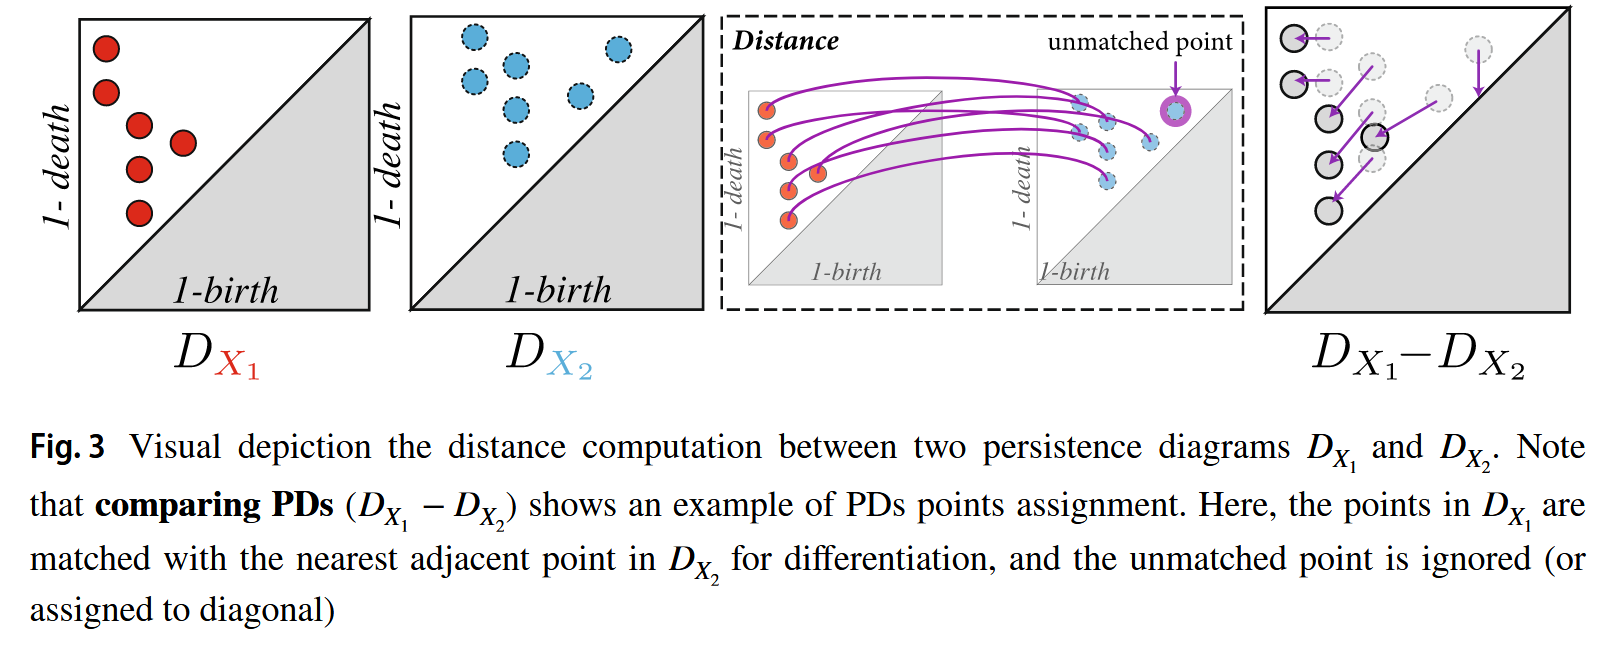 1- death
1-birth
D_{X_1}
1- death
1-birth
D_{X_2}
Distance
unmatched point
1- death
1-birth
1- death
1-birth
D_{X_1} − D_{X_2}
Fig. 3 Visual depiction the distance computation between two persistence diagrams D_{X_1} and D_{X_2}. Note
that comparing PDs (D_{X_1} − D_{X_2}) shows an example of PDs points assignment. Here, the points in D_{X_1} are
matched with the nearest adjacent point in D_{X_2} for differentiation, and the unmatched point is ignored (or
assigned to diagonal)